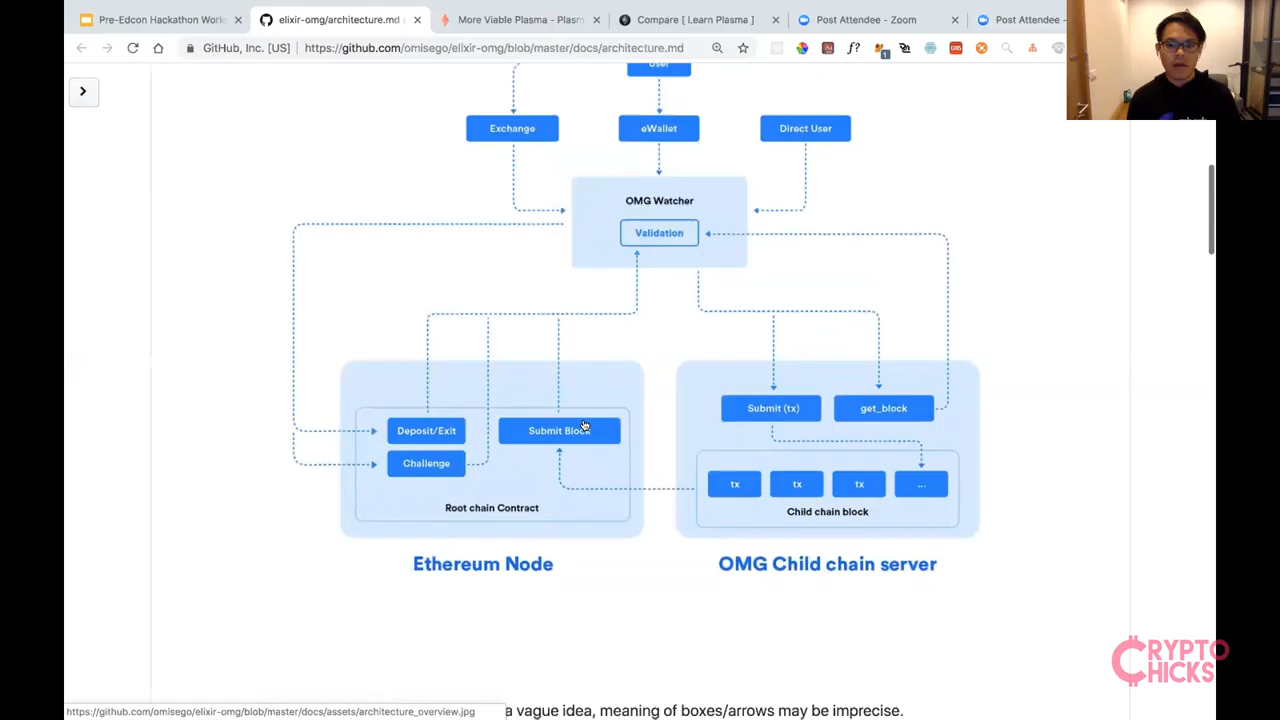 Pre-Edcon Hackathon Works
elixir-omg/architecture.md
More Viable Plasma - Plasm
Compare [ Learn Plasma ]
Post Attendee - Zoom
Post Attendee -
GitHub, Inc. [US]
https://github.com/omisego/elixir-omg/blob/master/docs/architecture.md
User
Exchange
eWallet
Direct User
OMG Watcher
Validation
Deposit/Exit
Submit Block
Challenge
Root chain Contract
Submit (tx)
get_block
tx
tx
tx
...
Child chain block
Ethereum Node
OMG Child chain server
https://github.com/omisego/elixir-omg/blob/master/docs/assets/architecture_overview.jpg
a vague idea, meaning of boxes/arrows may be imprecise.
CRYPTO
CHICKS